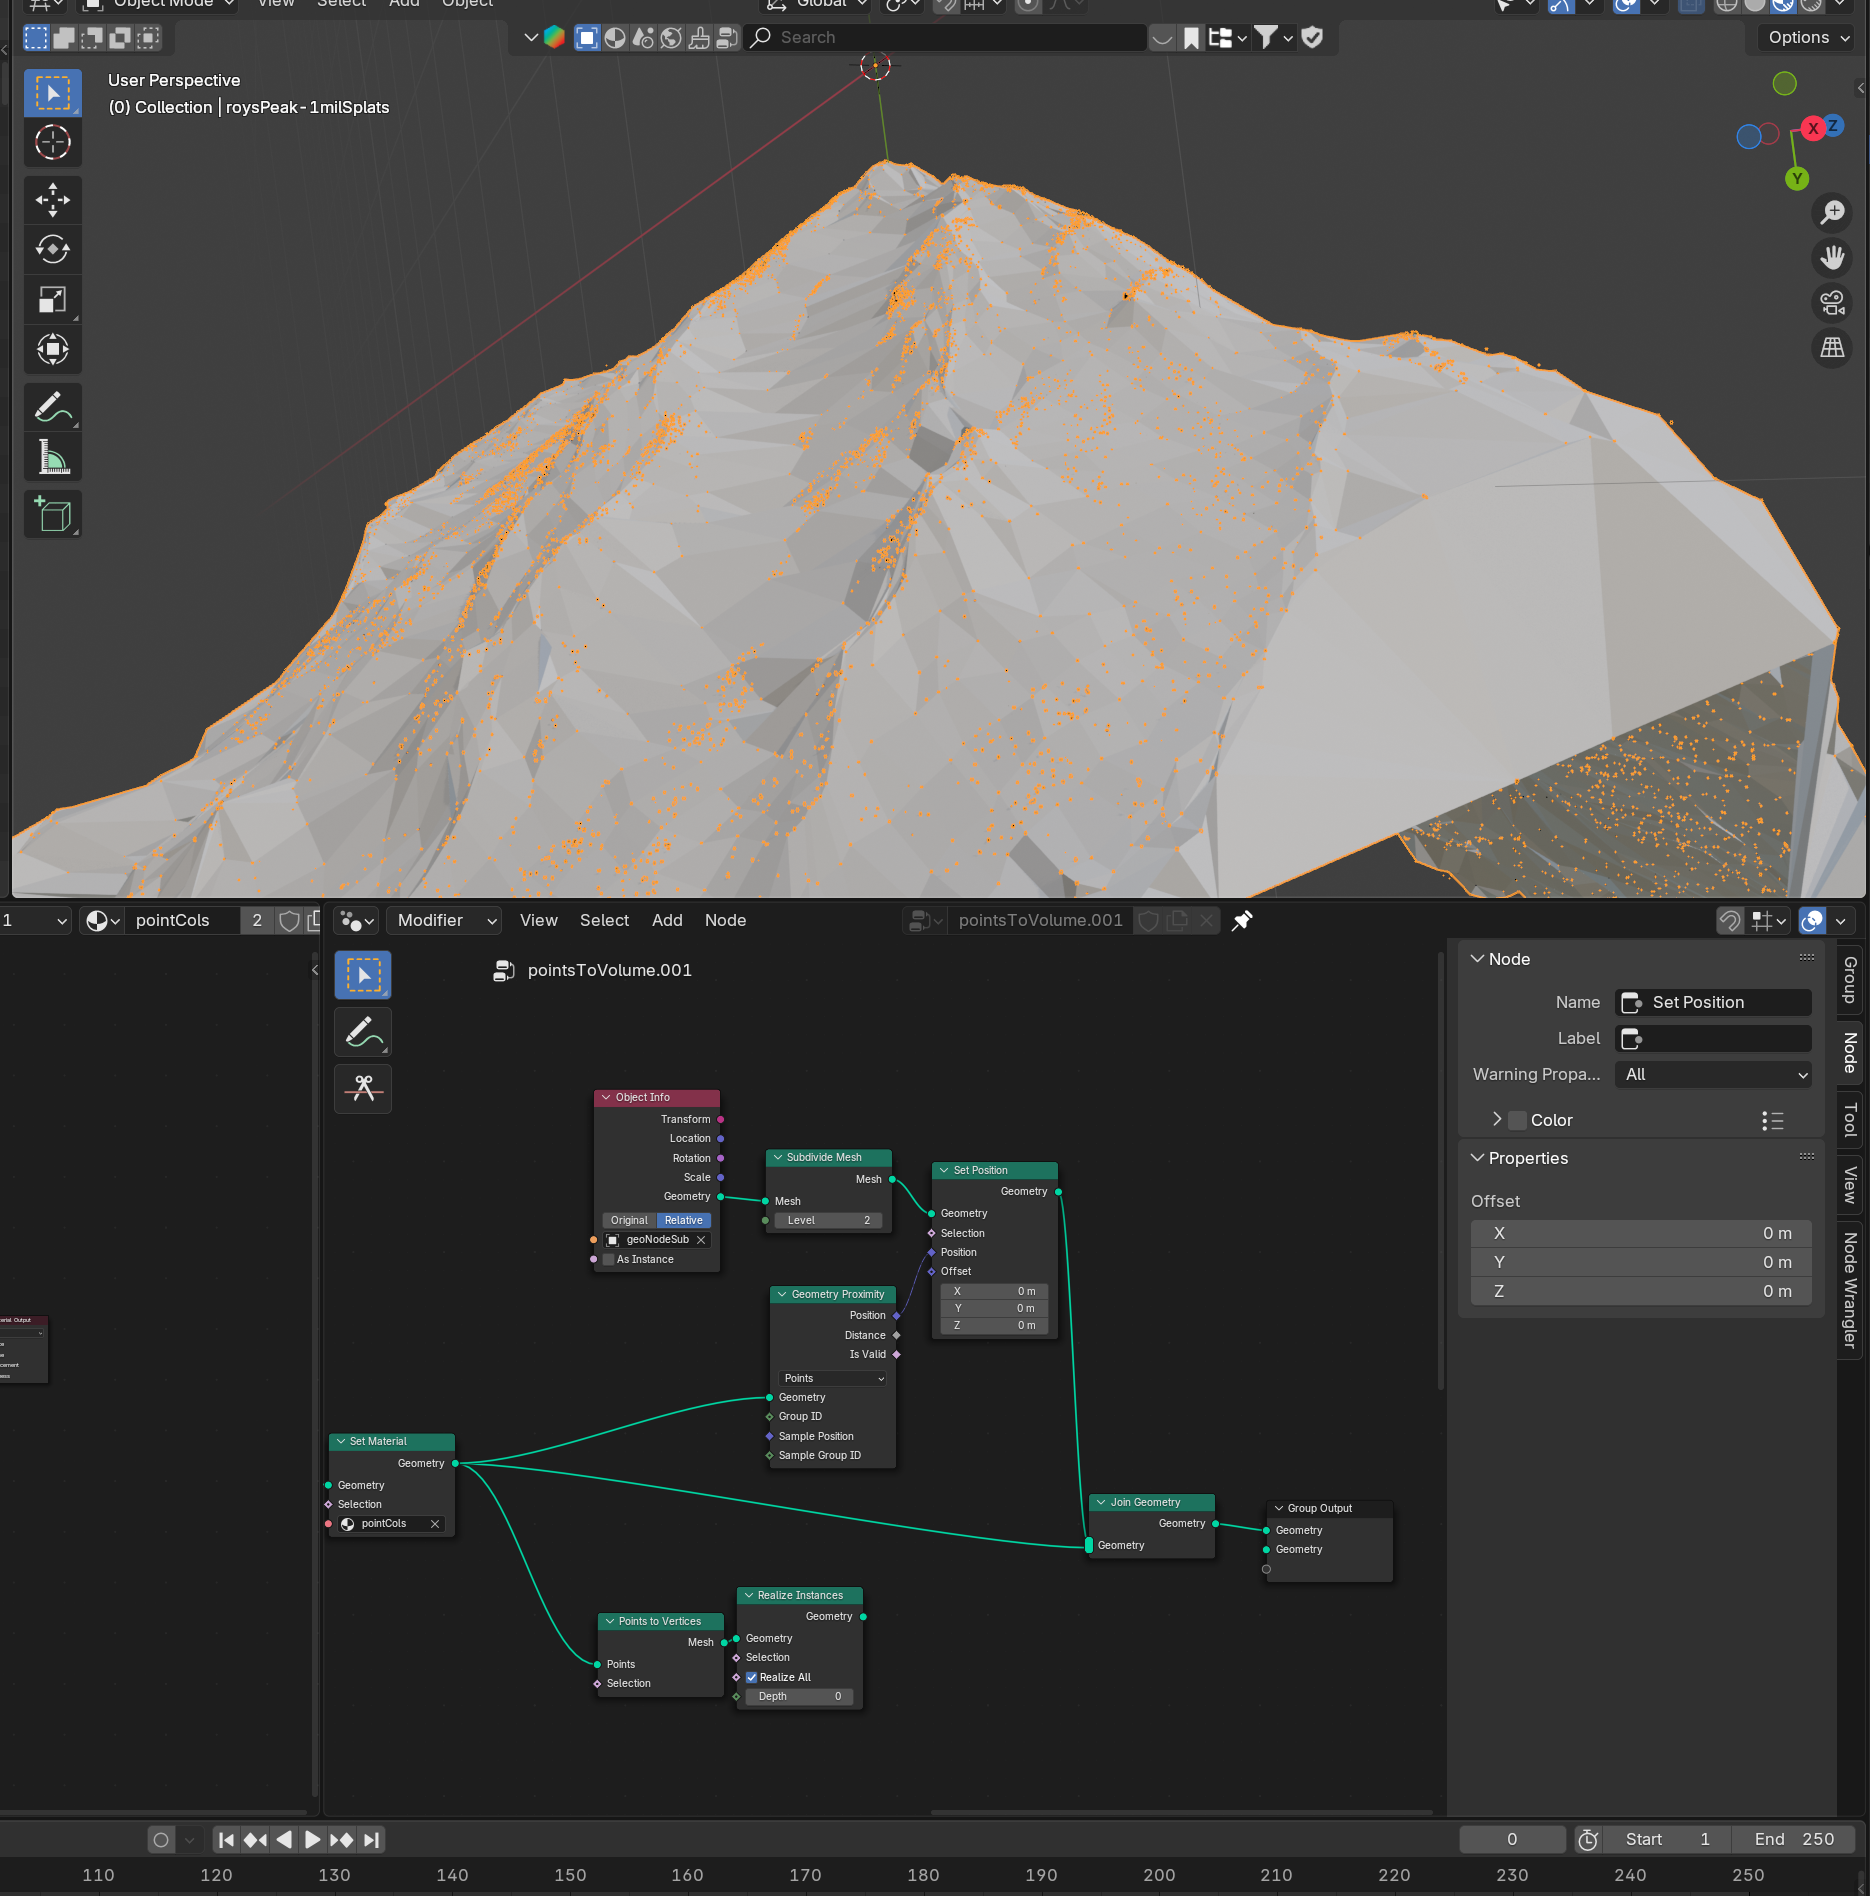 Object Mode
View
Select
Add
Object
Global
Search
Options
User Perspective
(0) Collection | roysPeak-1milSplats
X
Z
Y
1
pointCols
2
Modifier
View
Select
Add
Node
pointsToVolume.001
pointsToVolume.001
Object Info
Transform
Location
Rotation
Scale
Geometry
Original
Relative
geoNodeSub
As Instance
Subdivide Mesh
Mesh
Mesh
Level 2
Set Position
Geometry
Geometry
Selection
Position
Offset
X 0 m
Y 0 m
Z 0 m
Geometry Proximity
Position
Distance
Is Valid
Points
Geometry
Group ID
Sample Position
Sample Group ID
Set Material
Geometry
Geometry
Selection
pointCols
Join Geometry
Geometry
Geometry
Group Output
Geometry
Geometry
Points to Vertices
Mesh
Points
Selection
Realize Instances
Geometry
Geometry
Selection
Realize All
Depth 0
Node
Name Set Position
Label
Warning Propa... All
Color
Properties
Offset
X 0 m
Y 0 m
Z 0 m
Group
Node
Tool
View
Node Wrangler
0
Start 1
End 250
110 120 130 140 150 160 170 180 190 200 210 220 230 240 250